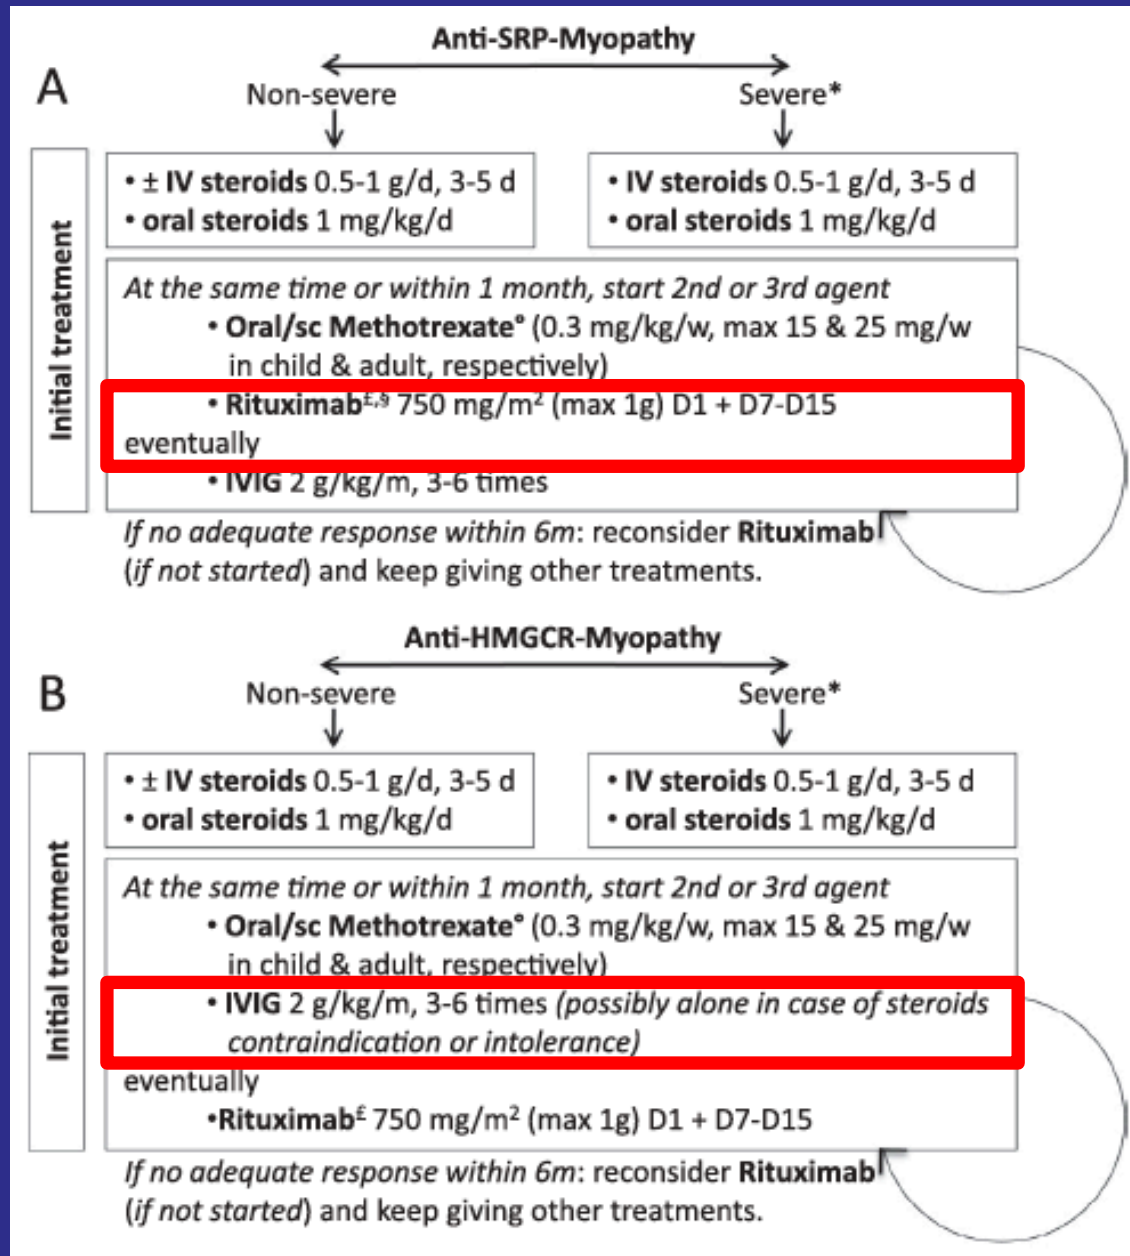 Anti-SRP-Myopathy
A
Non-severe
Severe*
Initial treatment
• ± IV steroids 0.5-1 g/d, 3-5 d
• oral steroids 1 mg/kg/d
• IV steroids 0.5-1 g/d, 3-5 d
• oral steroids 1 mg/kg/d
At the same time or within 1 month, start 2nd or 3rd agent
• Oral/sc Methotrexate° (0.3 mg/kg/w, max 15 & 25 mg/w
in child & adult, respectively)
• Rituximab£,§ 750 mg/m² (max 1g) D1 + D7-D15
eventually
• IVIG 2 g/kg/m, 3-6 times
If no adequate response within 6m: reconsider Rituximab
(if not started) and keep giving other treatments.
Anti-HMGCR-Myopathy
B
Non-severe
Severe*
Initial treatment
• ± IV steroids 0.5-1 g/d, 3-5 d
• oral steroids 1 mg/kg/d
• IV steroids 0.5-1 g/d, 3-5 d
• oral steroids 1 mg/kg/d
At the same time or within 1 month, start 2nd or 3rd agent
• Oral/sc Methotrexate° (0.3 mg/kg/w, max 15 & 25 mg/w
in child & adult, respectively)
• IVIG 2 g/kg/m, 3-6 times (possibly alone in case of steroids
contraindication or intolerance)
eventually
•Rituximab£ 750 mg/m² (max 1g) D1 + D7-D15
If no adequate response within 6m: reconsider Rituximab
(if not started) and keep giving other treatments.